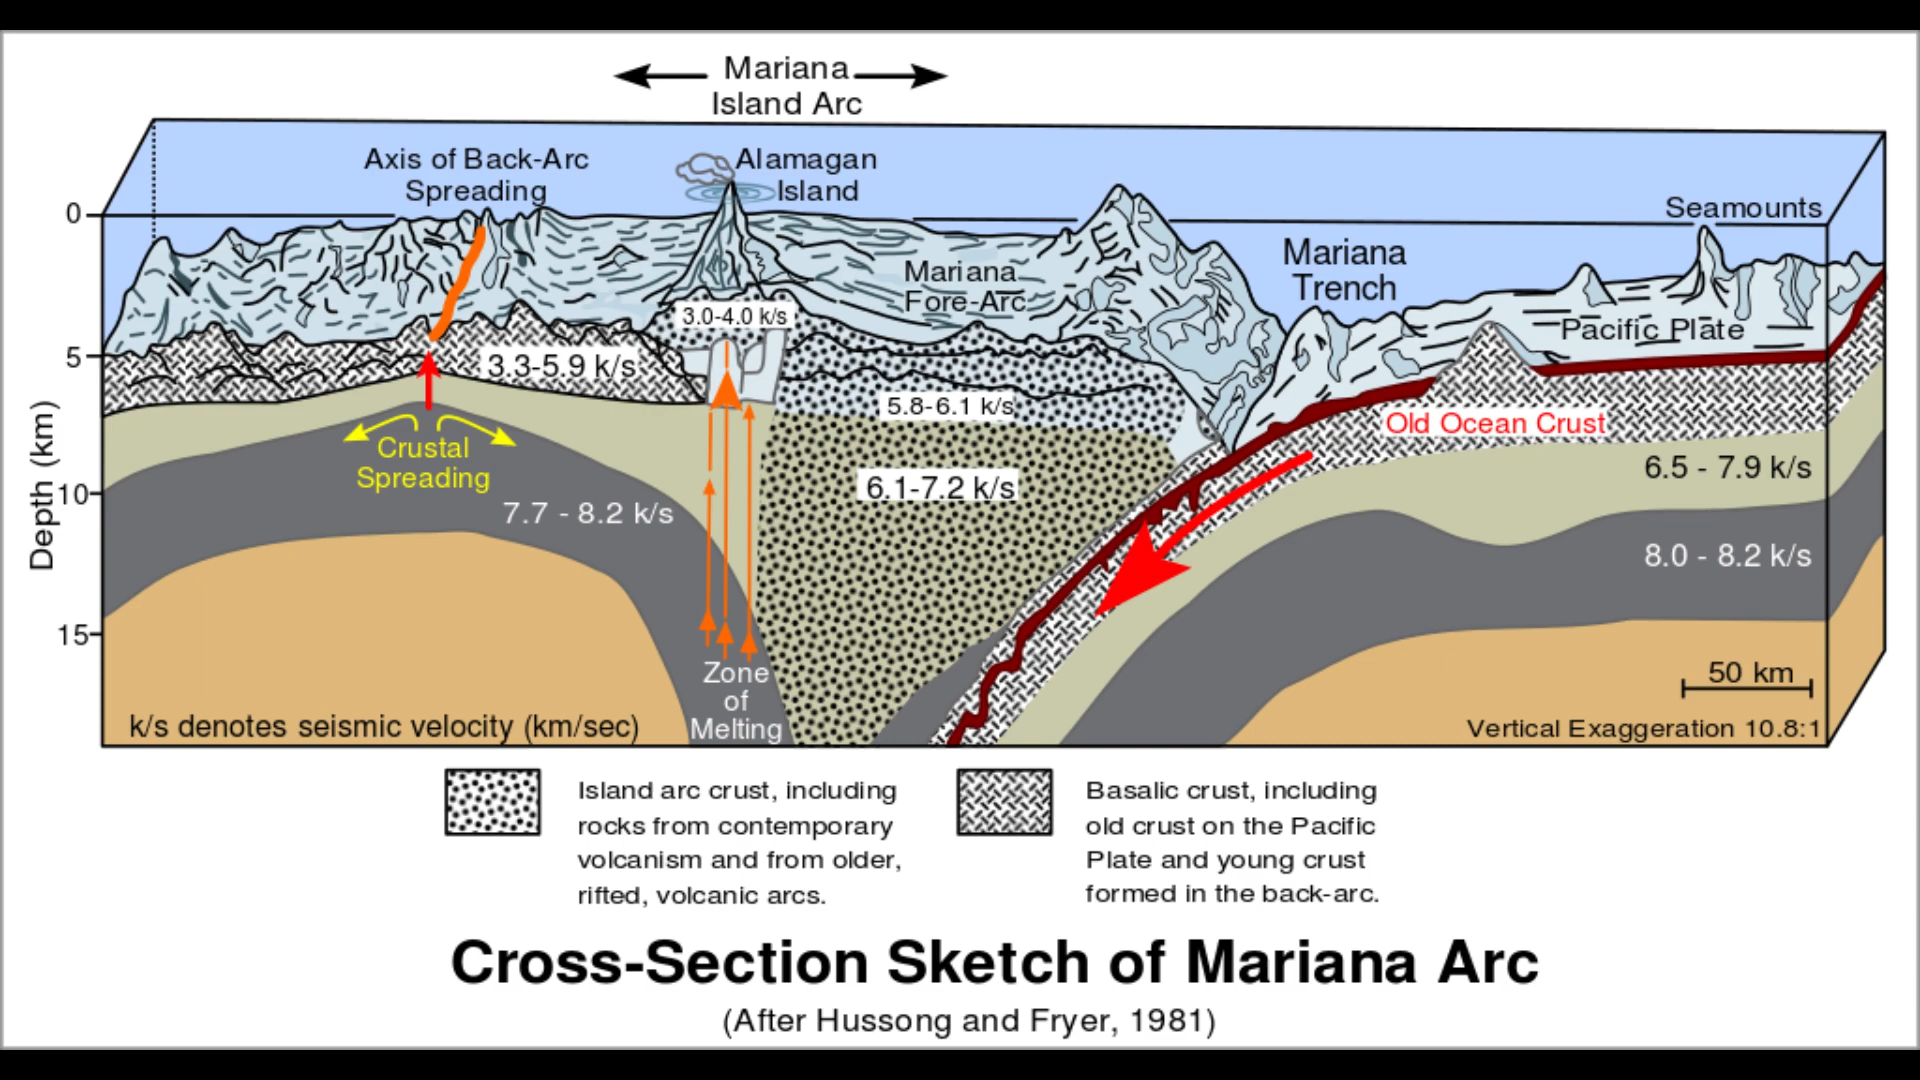 Mariana
Island Arc
Axis of Back-Arc
Spreading
Alamagan
Island
Seamounts
0
Mariana
Trench
Mariana
Fore-Arc
3.0-4.0 k/s
Pacific Plate
5
3.3-5.9 k/s
5.8-6.1 k/s
Old Ocean Crust
Crustal
Spreading
6.5 - 7.9 k/s
6.1-7.2 k/s
10
7.7 - 8.2 k/s
8.0 - 8.2 k/s
Depth (km)
15
Zone
of
Melting
50 km
k/s denotes seismic velocity (km/sec)
Vertical Exaggeration 10.8:1
Island arc crust, including
rocks from contemporary
volcanism and from older,
rifted, volcanic arcs.
Basalic crust, including
old crust on the Pacific
Plate and young crust
formed in the back-arc.
Cross-Section Sketch of Mariana Arc
(After Hussong and Fryer, 1981)